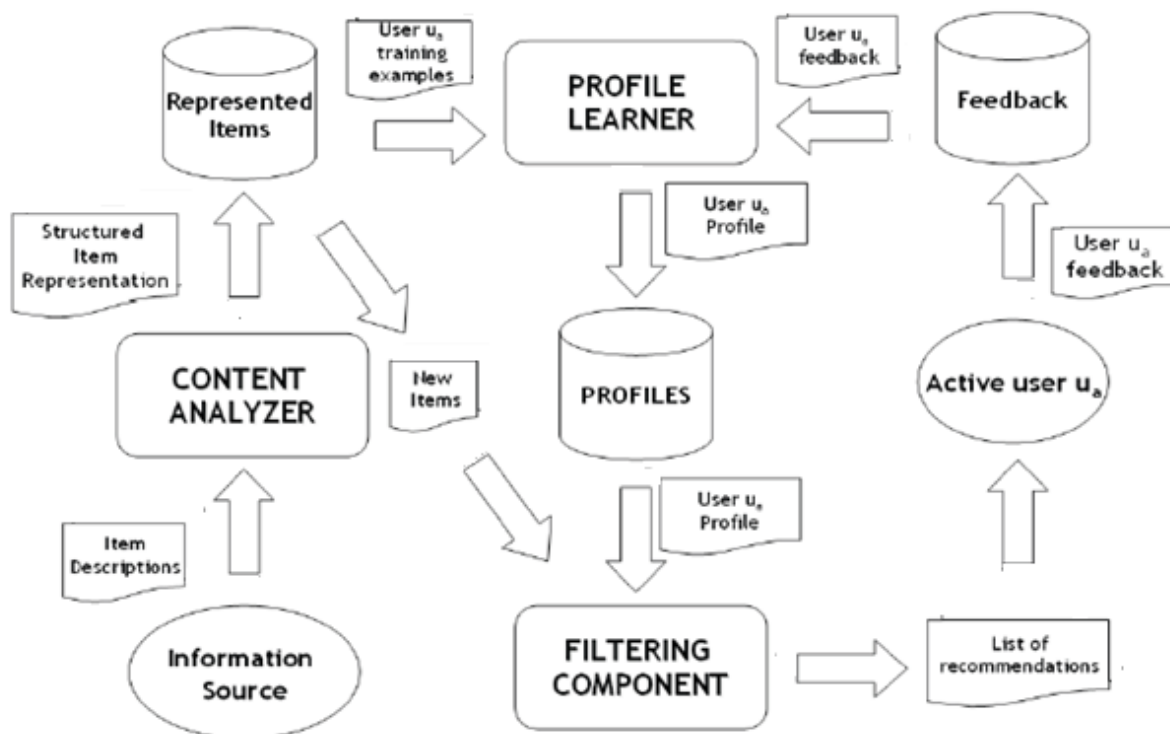 User uₐ
training
examples
User uₐ
feedback
Represented
Items
PROFILE
LEARNER
Feedback
Structured
Item
Representation
User uₐ
Profile
User uₐ
feedback
CONTENT
ANALYZER
New
Items
PROFILES
Active user uₐ
Item
Descriptions
User uₐ
Profile
Information
Source
FILTERING
COMPONENT
List of
recommendations